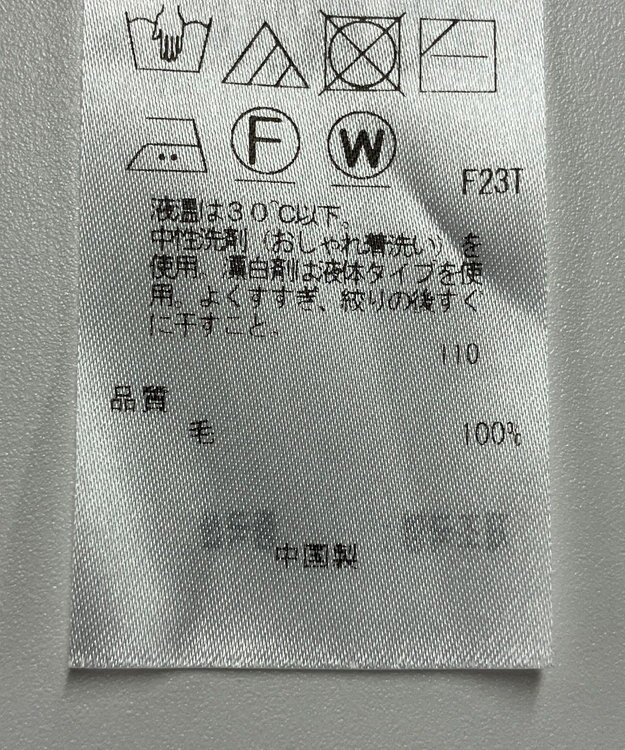 F
W
F23T
液温は30℃以下。
中性洗剤(おしゃれ着洗い)を
使用。漂白剤は液体タイプを使
用。よくすすぎ、絞りの後すぐ
に干すこと。
110
品質
毛 100%
中国製